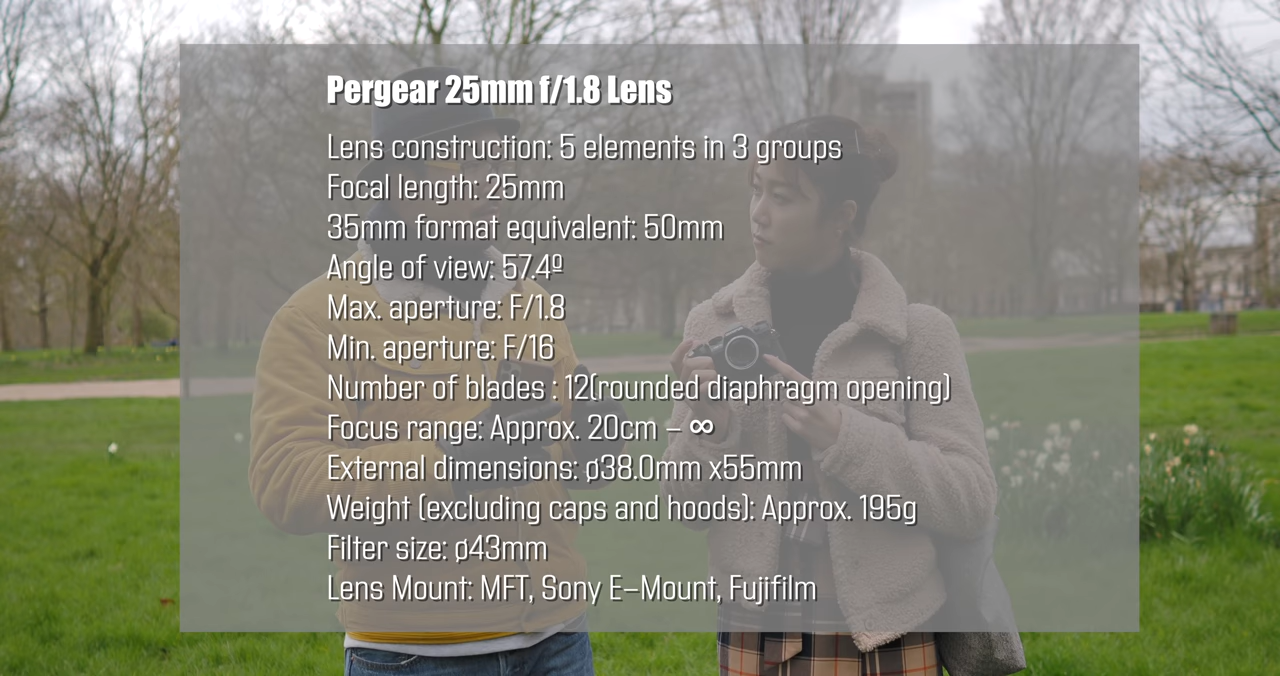 Pergear 25mm f/1.8 Lens
Lens construction: 5 elements in 3 groups
Focal length: 25mm
35mm format equivalent: 50mm
Angle of view: 57.4º
Max. aperture: F/1.8
Min. aperture: F/16
Number of blades : 12(rounded diaphragm opening)
Focus range: Approx. 20cm – ∞
External dimensions: ø38.0mm x55mm
Weight (excluding caps and hoods): Approx. 195g
Filter size: ø43mm
Lens Mount: MFT, Sony E–Mount, Fujifilm